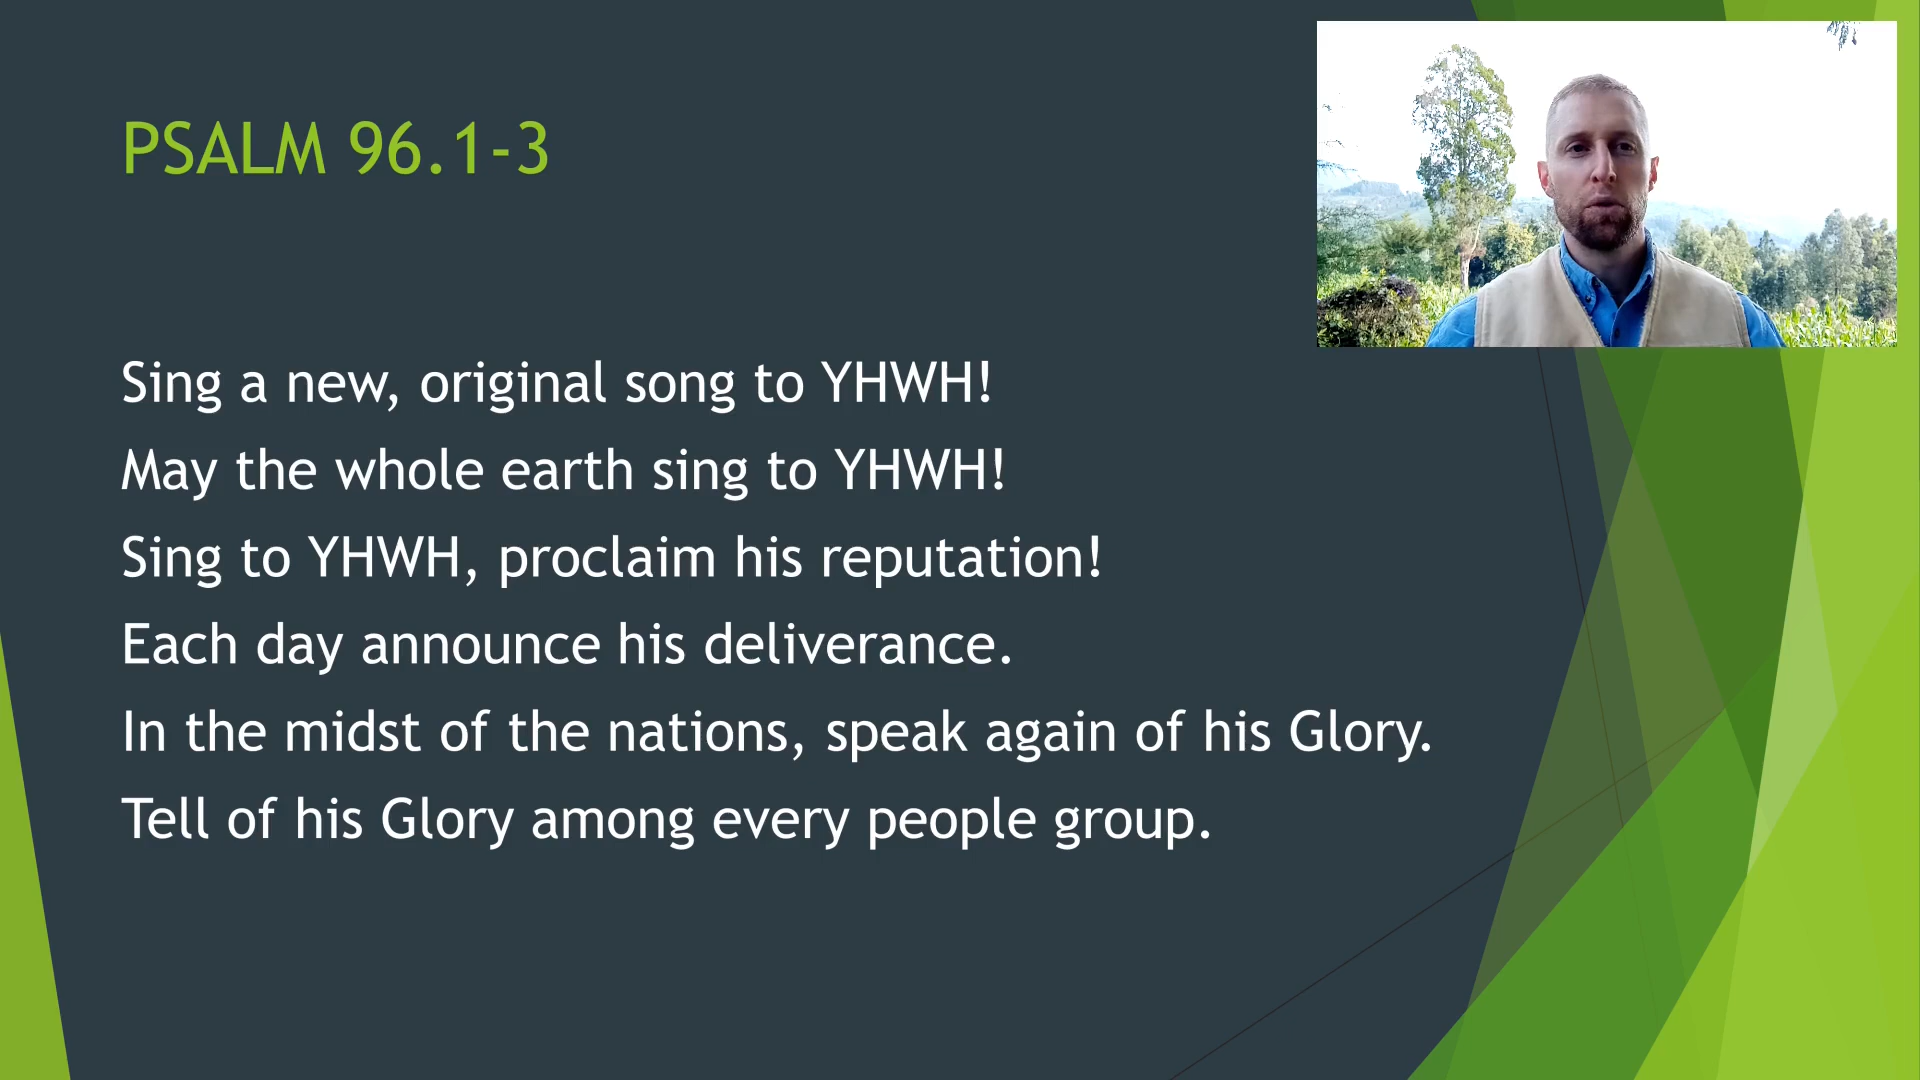 PSALM 96.1-3
Sing a new, original song to YHWH!
May the whole earth sing to YHWH!
Sing to YHWH, proclaim his reputation!
Each day announce his deliverance.
In the midst of the nations, speak again of his Glory.
Tell of his Glory among every people group.